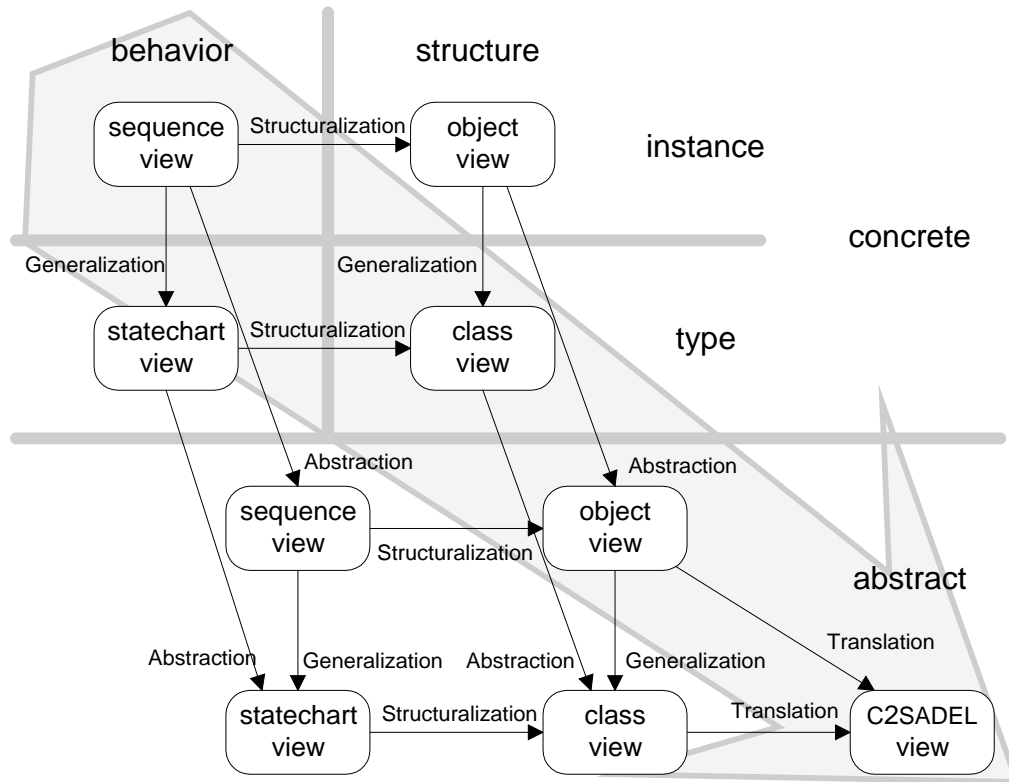 behavior
structure
sequence
view
Structuralization
object
view
instance
concrete
Generalization
Generalization
statechart
view
Structuralization
class
view
type
Abstraction
Abstraction
sequence
view
Structuralization
object
view
abstract
Translation
Abstraction
Generalization
Abstraction
Generalization
statechart
view
Structuralization
class
view
Translation
C2SADEL
view